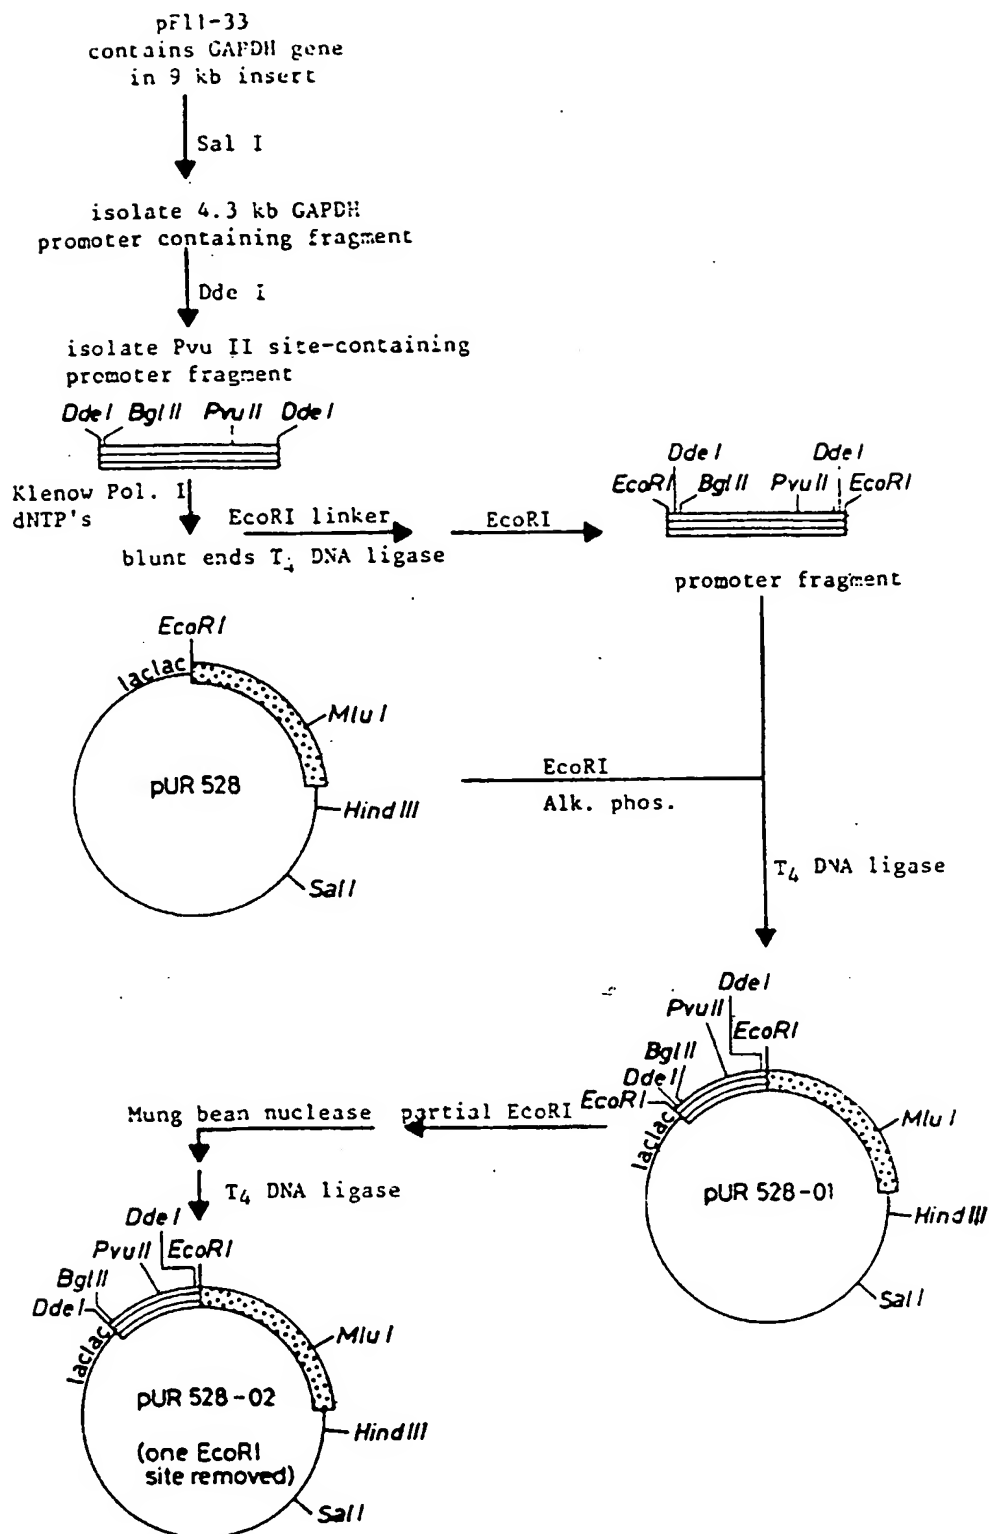 pF11-33
contains GAPDH gene
in 9 kb insert
Sal I
isolate 4.3 kb GAPDH
promoter containing fragment
Dde I
isolate Pvu II site-containing
promoter fragment
DdeI BglII PvuII DdeI
Klenow Pol. I
dNTP's
EcoRI linker
EcoRI
blunt ends T4 DNA ligase
DdeI DdeI
EcoRI BglII PvuII EcoRI
promoter fragment
EcoRI
laclac
MluI
pUR 528
HindIII
SalI
EcoRI
Alk. phos.
T4 DNA ligase
DdeI
PvuII
EcoRI
BglII
DdeI
EcoRI
laclac
MluI
pUR 528-01
HindIII
SalI
Mung bean nuclease partial EcoRI
T4 DNA ligase
DdeI
PvuII EcoRI
BglII
DdeI
laclac
MluI
pUR 528-02
HindIII
(one EcoRI
site removed)
SalI